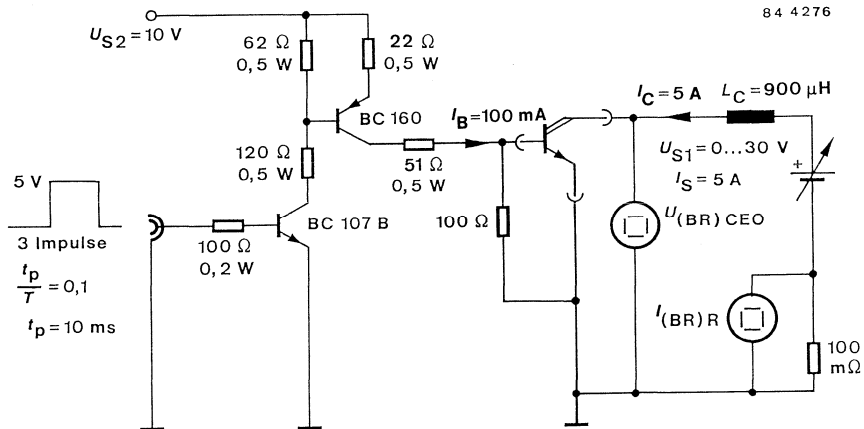 84 4276
U_S2 = 10 V
62 Ω
0,5 W
22 Ω
0,5 W
BC 160
I_B = 100 mA
I_C = 5 A
L_C = 900 µH
120 Ω
0,5 W
51 Ω
0,5 W
U_S1 = 0...30 V
I_S = 5 A
+
5 V
3 Impulse
t_p
T
= 0,1
t_p = 10 ms
100 Ω
0,2 W
BC 107 B
100 Ω
U_(BR) CEO
I_(BR) R
100
mΩ